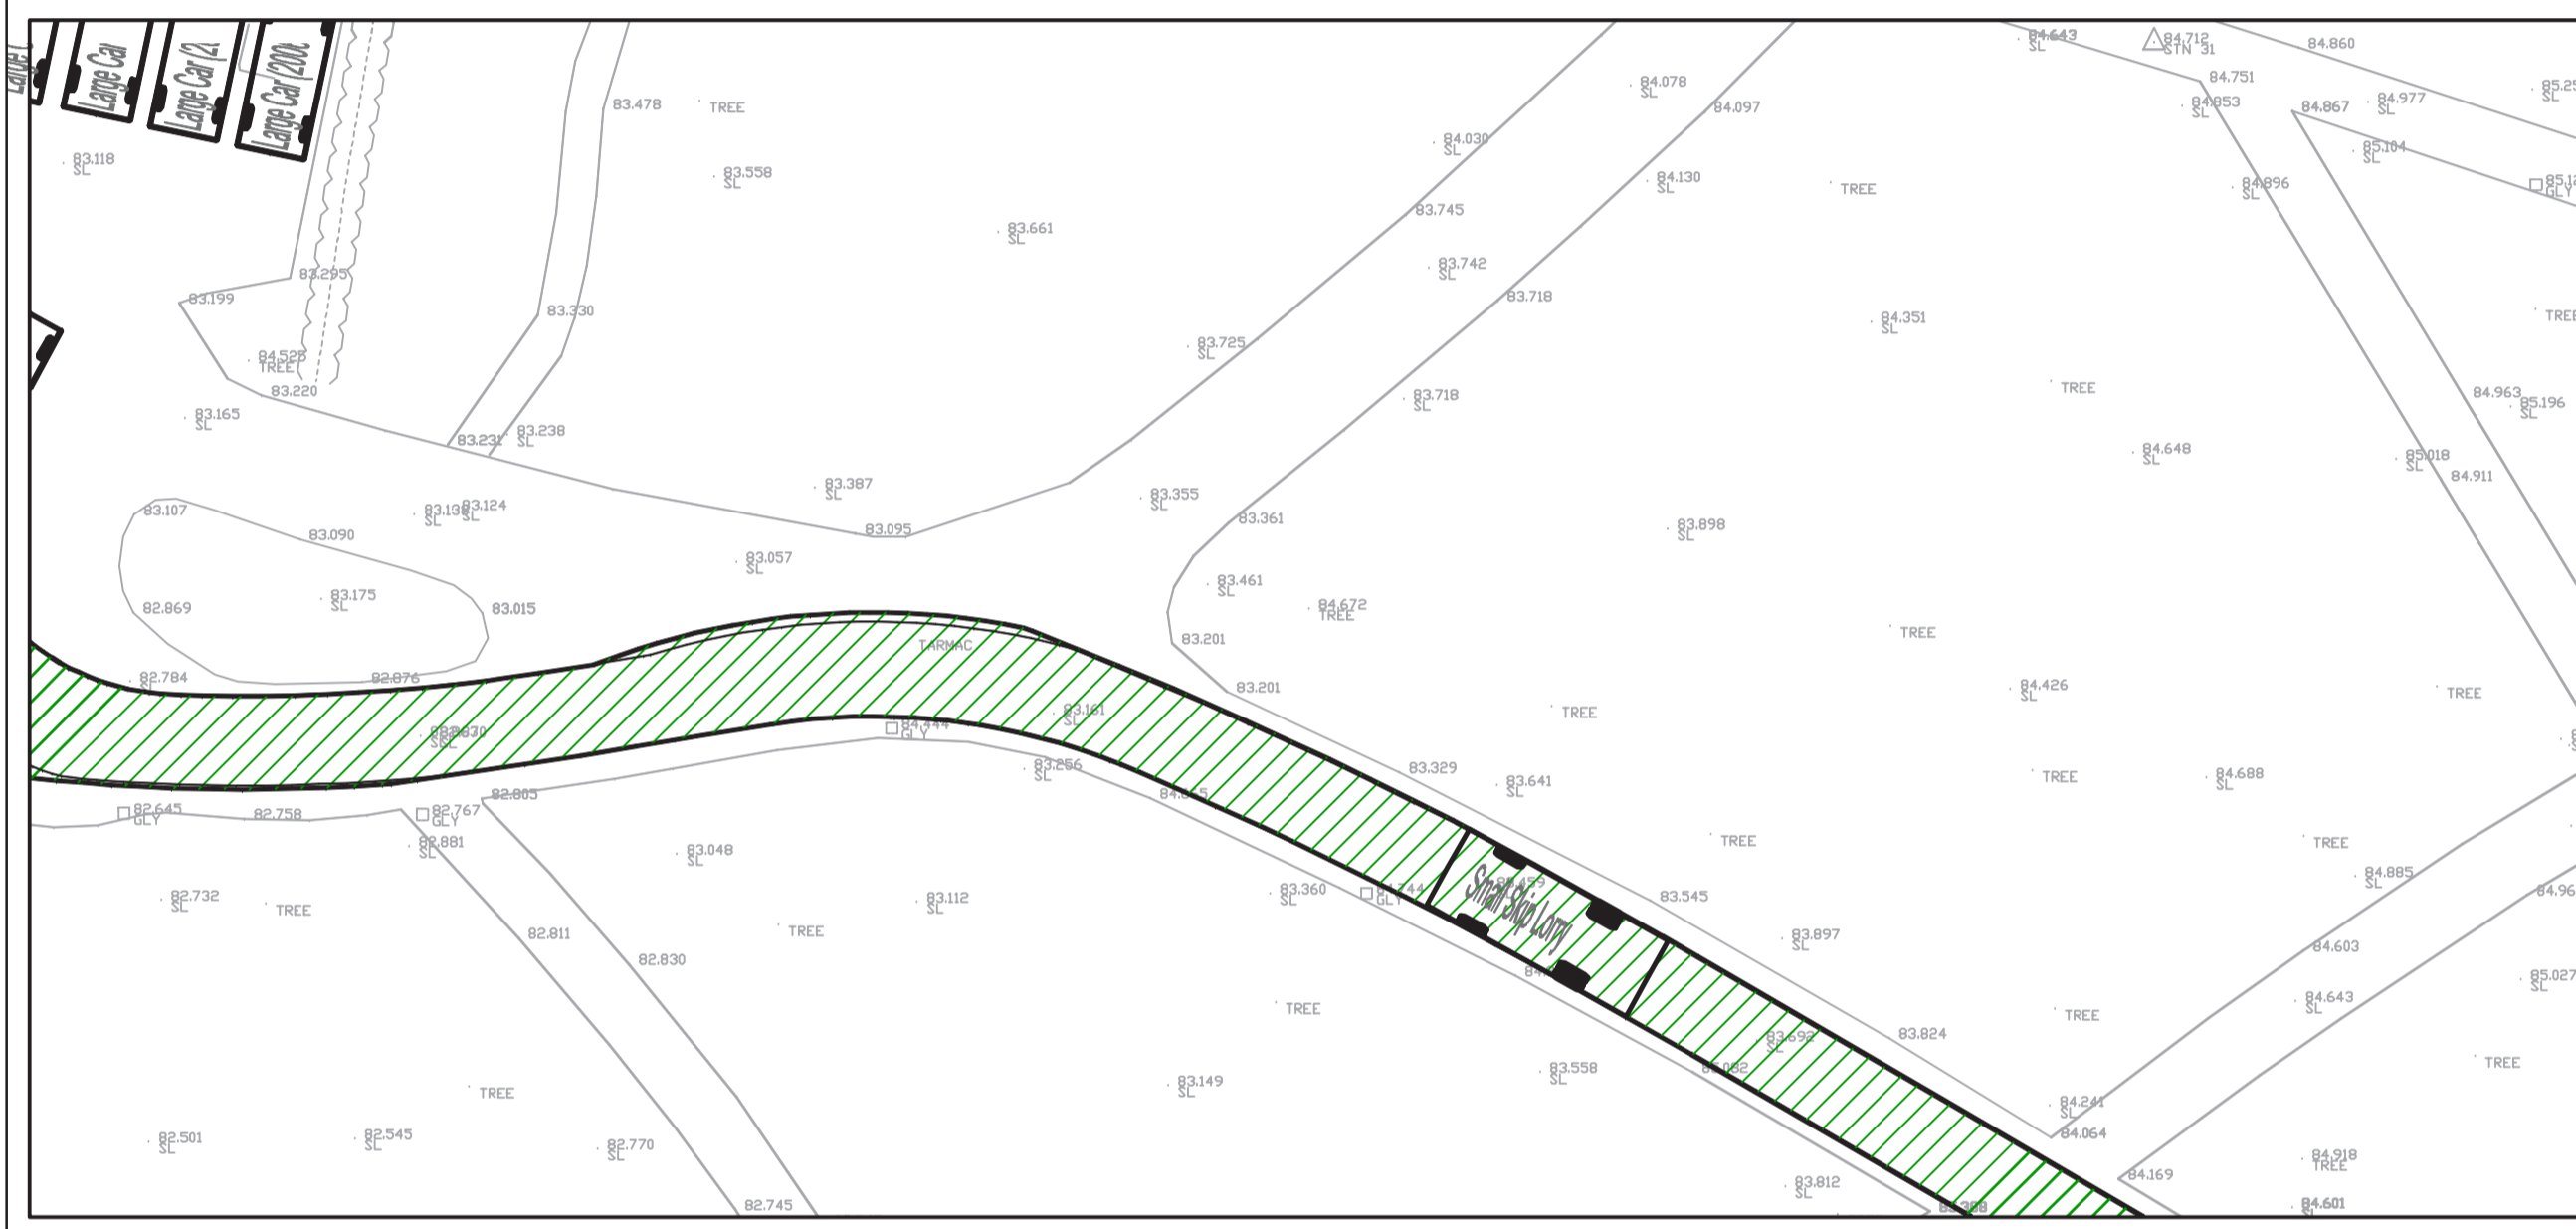 Large Car
Large Car (2
Large Car (200
83.118
SL
83.478
TREE
83.558
SL
83.661
SL
84.078
SL
84.097
84.030
SL
84.130
SL
TREE
84.643
SL
84.712
STN 31
84.860
84.751
84.853
SL
84.867
84.977
SL
85.104
SL
84.896
SL
GLY
83.295
83.199
83.330
84.525
TREE
83.220
83.165
SL
83.231
83.238
SL
83.745
83.742
SL
83.718
83.725
SL
83.718
SL
84.351
SL
TREE
84.963
85.196
SL
84.648
SL
85.018
SL
84.911
83.107
83.090
83.124
SL
SL
83.387
SL
83.095
83.057
SL
83.355
SL
83.361
83.898
SL
82.869
83.175
SL
83.015
83.461
SL
84.672
TREE
83.201
TREE
TARMAC
82.784
SL
82.876
83.201
83.161
SL
84.444
GLY
TREE
84.426
SL
TREE
83.256
SL
83.329
83.641
SL
TREE
84.688
SL
82.645
GLY
82.758
82.767
GLY
82.805
82.881
SL
83.048
SL
TREE
TREE
84.885
SL
82.732
SL
TREE
83.112
SL
83.360
SL
GLY
Small Skip Lorry
83.545
82.811
TREE
82.830
83.897
SL
84.603
85.027
SL
84.643
SL
TREE
TREE
83.692
SL
83.824
TREE
TREE
83.149
SL
83.558
SL
84.241
SL
84.064
82.501
SL
82.545
SL
82.770
SL
84.918
TREE
84.169
83.812
SL
82.745
84.601
SL